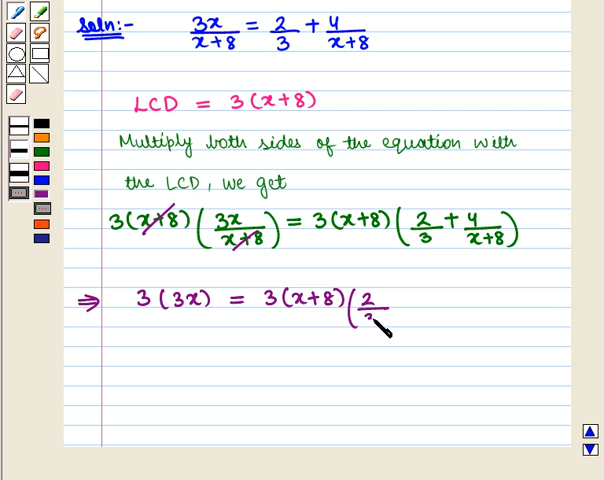 Soln:- 3x/(x+8) = 2/3 + 4/(x+8)
LCD = 3(x+8)
Multiply both sides of the equation with
the LCD, we get
3(x+8)(3x/(x+8)) = 3(x+8)(2/3 + 4/(x+8))
⇒ 3(3x) = 3(x+8)(2/